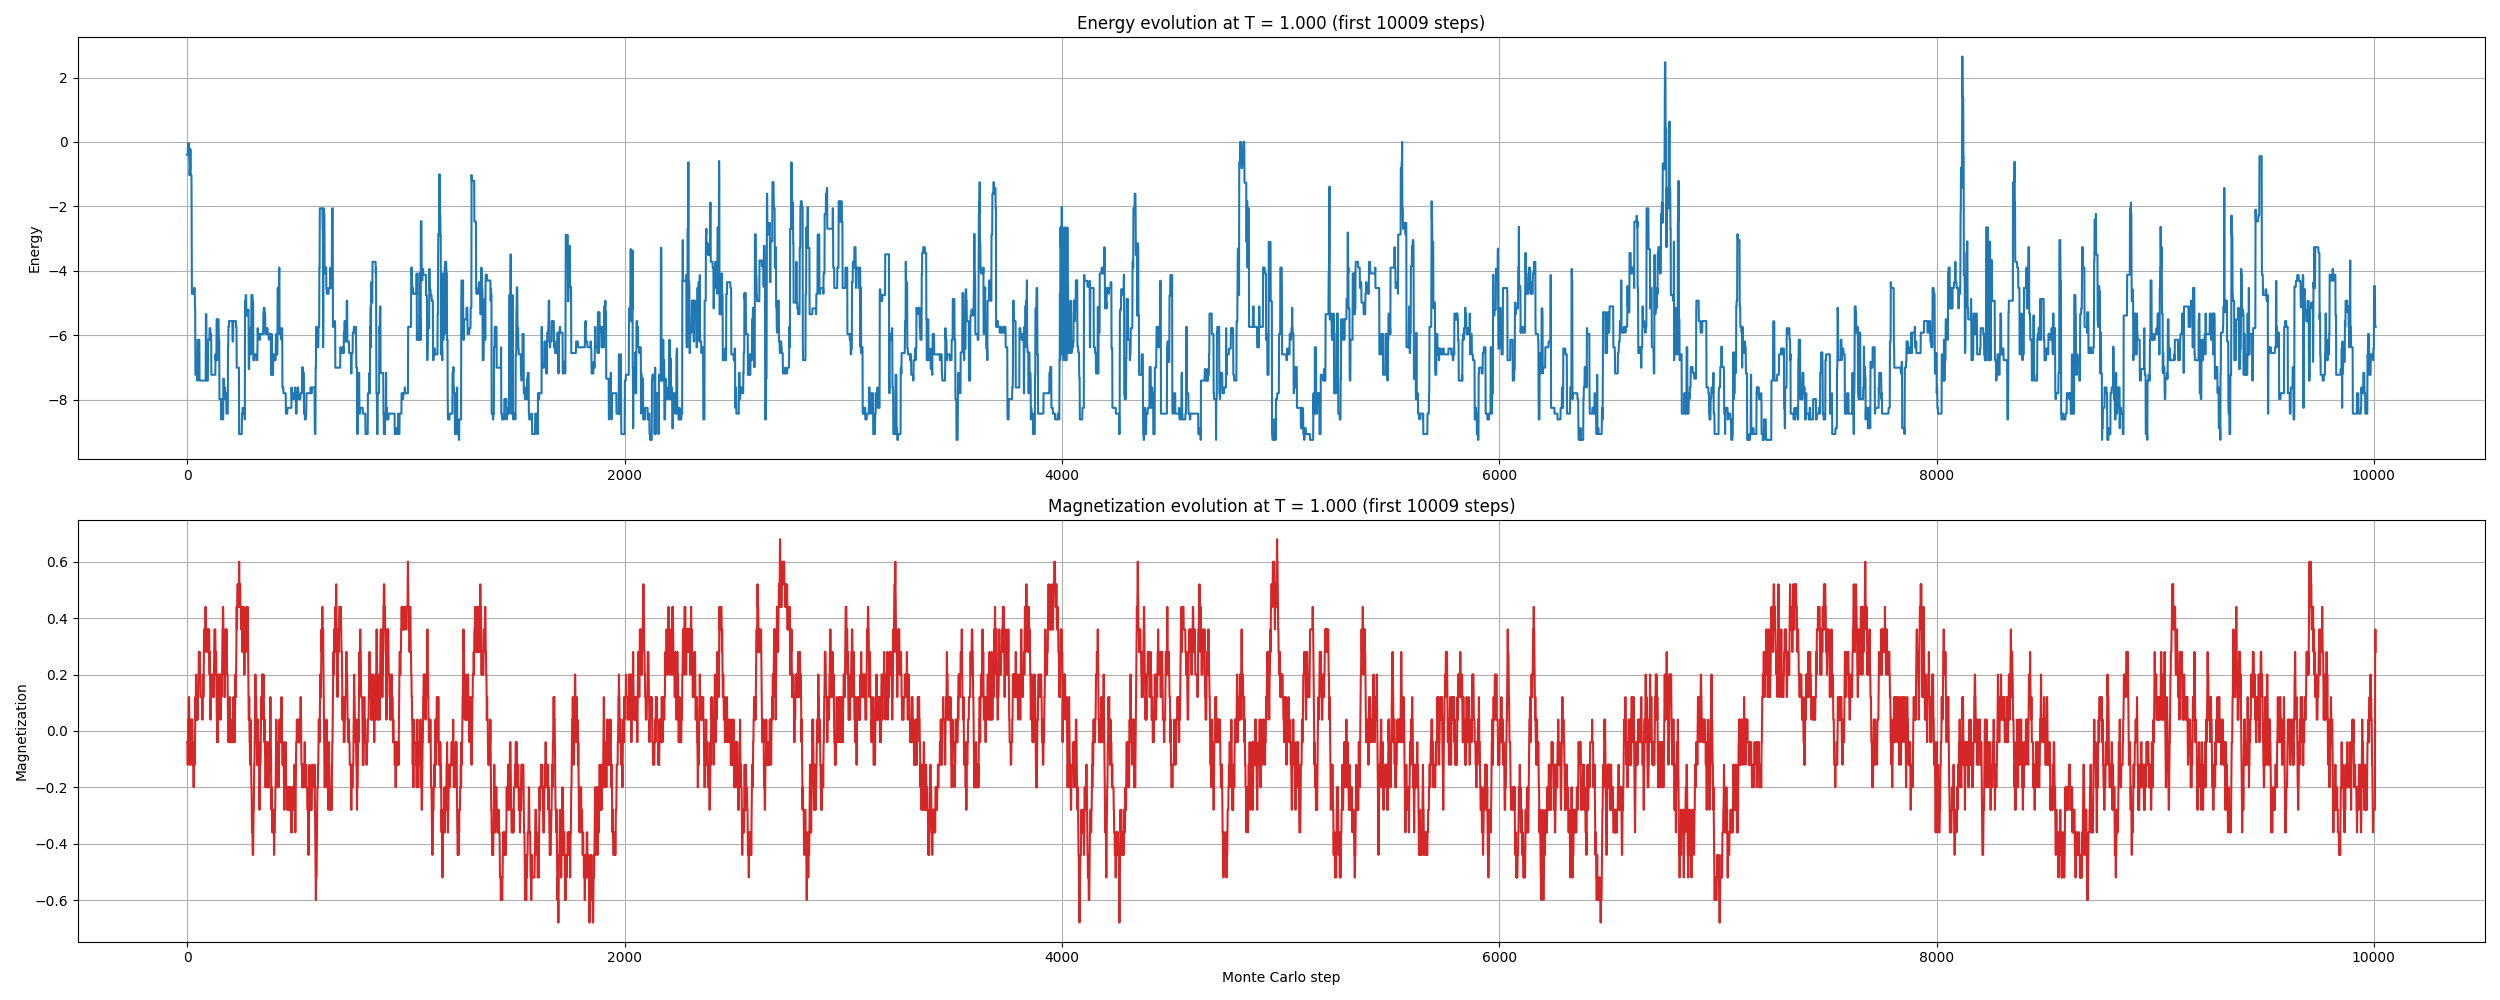 Energy evolution at T = 1.000 (first 10009 steps)
2
0
−2
−4
−6
−8
Energy
0 2000 4000 6000 8000 10000
Magnetization evolution at T = 1.000 (first 10009 steps)
0.6
0.4
0.2
0.0
−0.2
−0.4
−0.6
Magnetization
0 2000 4000 6000 8000 10000
Monte Carlo step